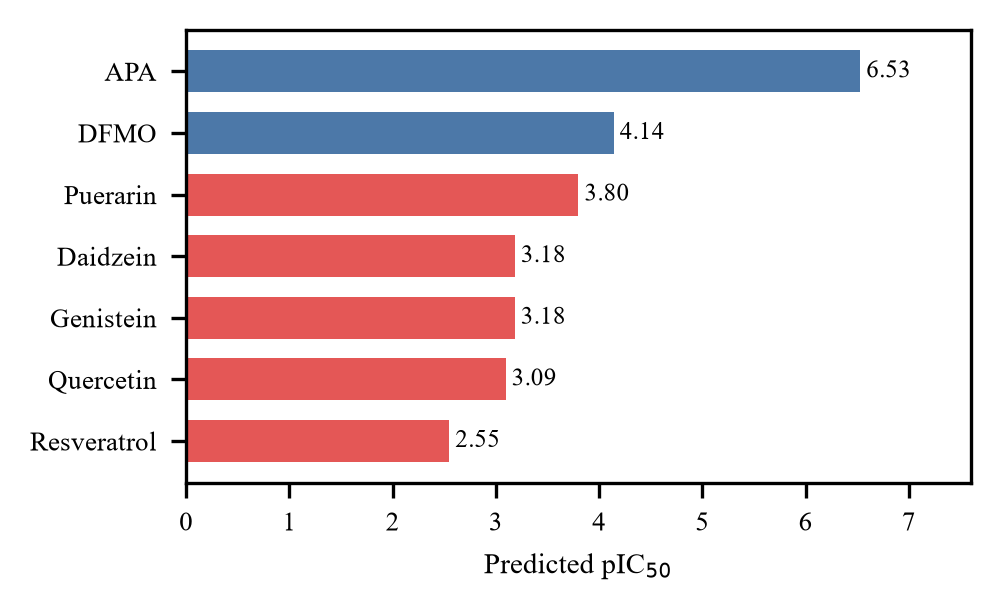 APA 6.53
DFMO 4.14
Puerarin 3.80
Daidzein 3.18
Genistein 3.18
Quercetin 3.09
Resveratrol 2.55
0 1 2 3 4 5 6 7
Predicted pIC₅₀